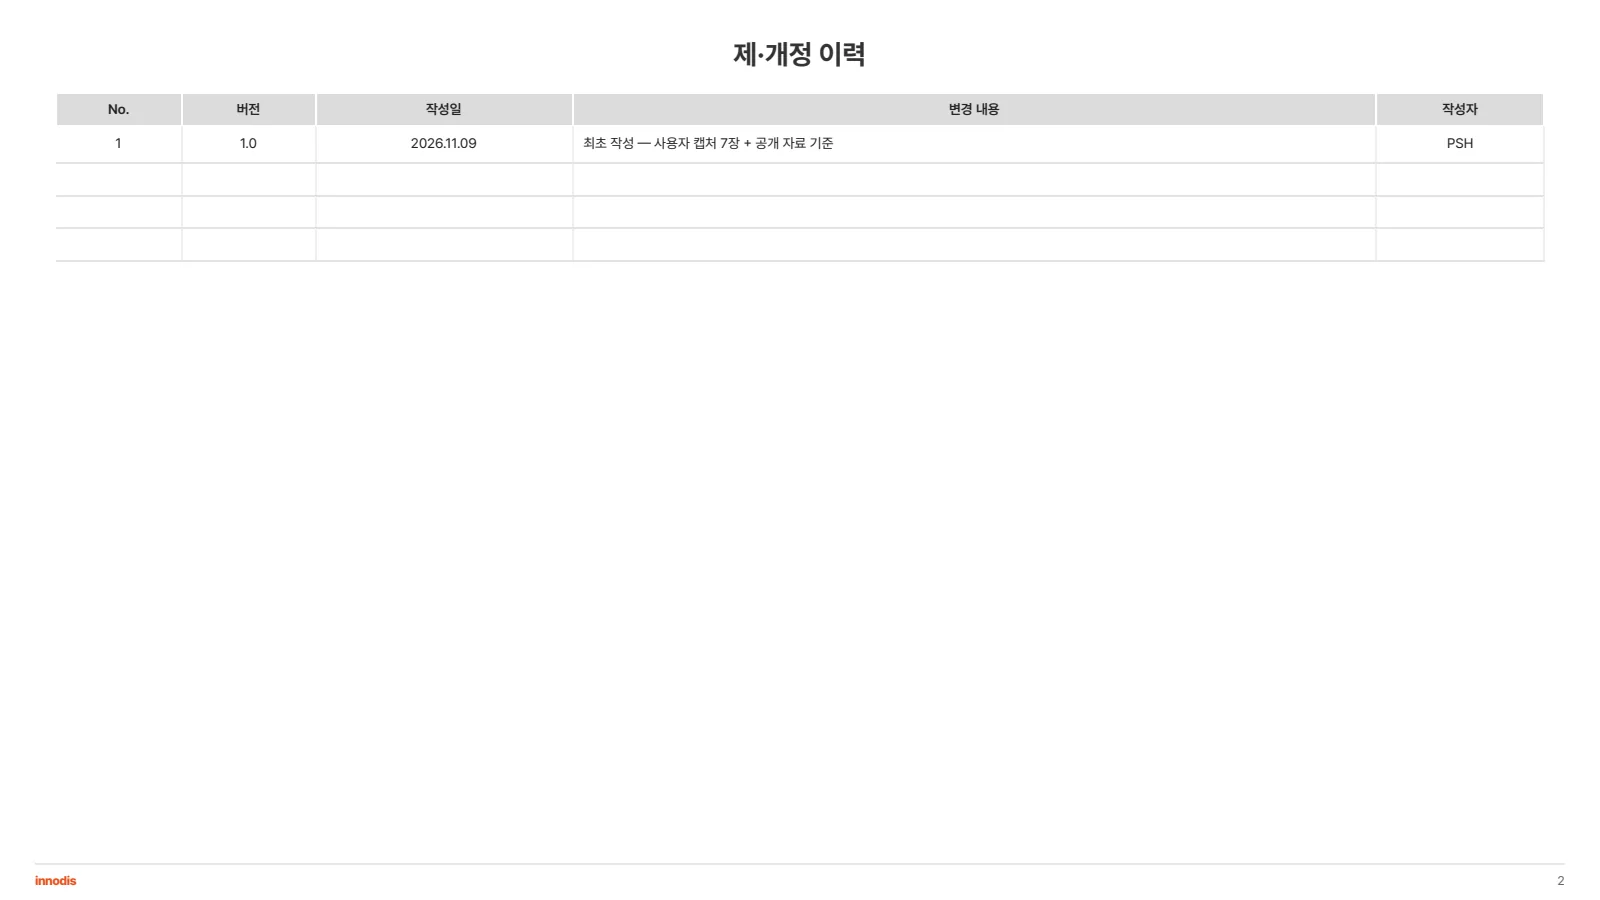 제·개정 이력
No. 버전 작성일 변경 내용 작성자
1 1.0 2026.11.09 최초 작성 — 사용자 캡처 7장 + 공개 자료 기준 PSH
innodis 2